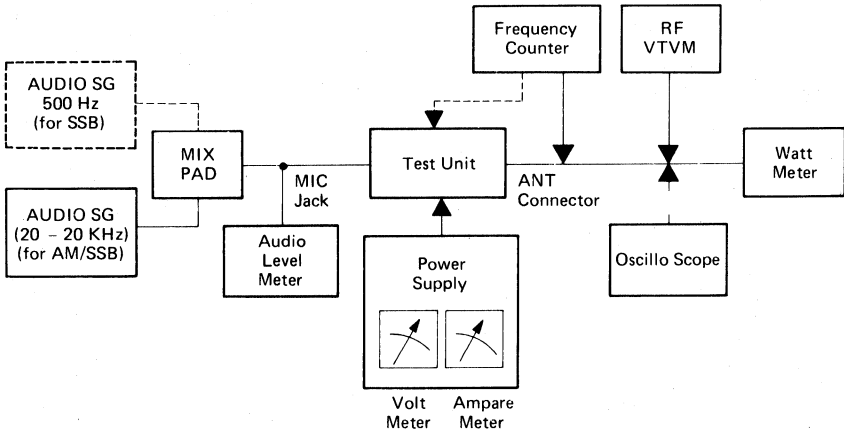 AUDIO SG
500 Hz
(for SSB)
AUDIO SG
(20 – 20 KHz)
(for AM/SSB)
MIX
PAD
MIC
Jack
Audio
Level
Meter
Test Unit
Frequency
Counter
RF
VTVM
ANT
Connector
Watt
Meter
Oscillo Scope
Power
Supply
Volt
Meter
Ampare
Meter